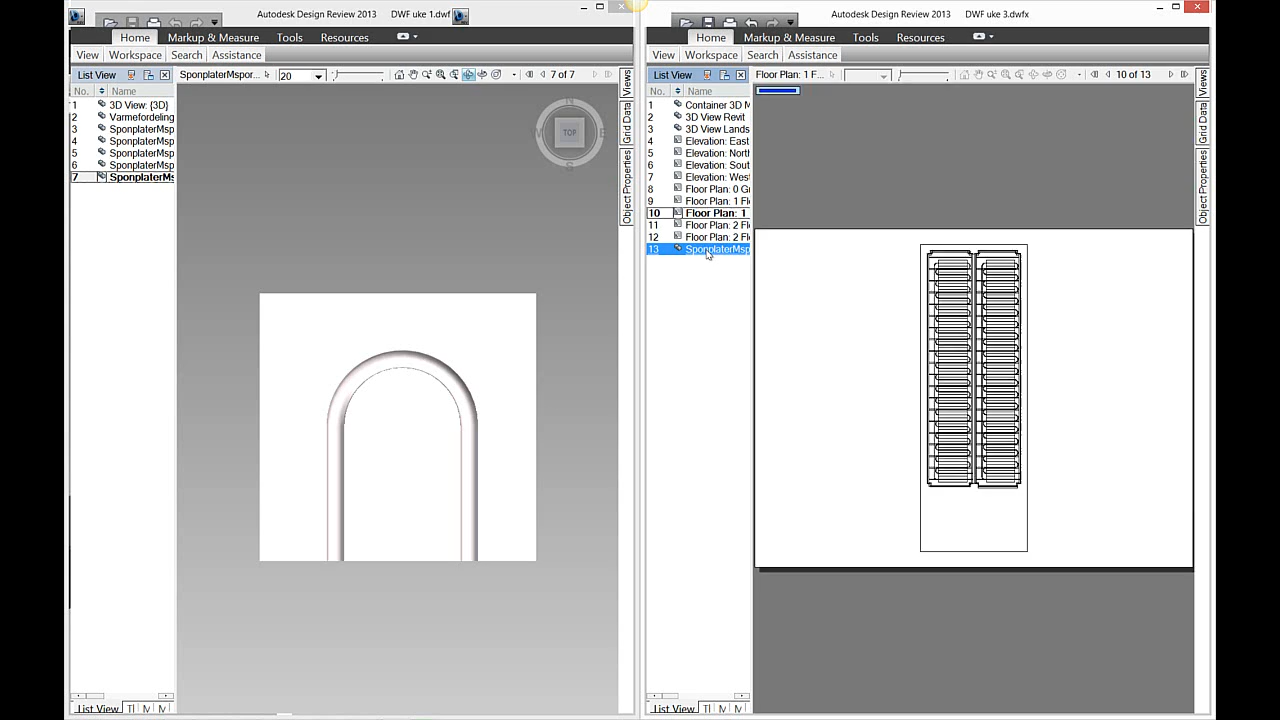 Autodesk Design Review 2013 DWF uke 1.dwf
Home Markup & Measure Tools Resources
View Workspace Search Assistance
List View SponplaterMspor... 20 7 of 7
No. Name
1 3D View: {3D}
2 Varmefordeling
3 SponplaterMsp
4 SponplaterMsp
5 SponplaterMsp
6 SponplaterMsp
7 SponplaterMs
TOP
N
W
E
S
Views
Grid Data
Object Properties
List View
Autodesk Design Review 2013 DWF uke 3.dwfx
Home Markup & Measure Tools Resources
View Workspace Search Assistance
List View Floor Plan: 1 F... 10 of 13
No. Name
1 Container 3D M
2 3D View Revit
3 3D View Lands
4 Elevation: East
5 Elevation: North
6 Elevation: Sout
7 Elevation: West
8 Floor Plan: 0 Gr
9 Floor Plan: 1 Flo
10 Floor Plan: 1
11 Floor Plan: 2 Fl
12 Floor Plan: 2 Fl
13 SponplaterMsp
Views
Grid Data
Object Properties
List View